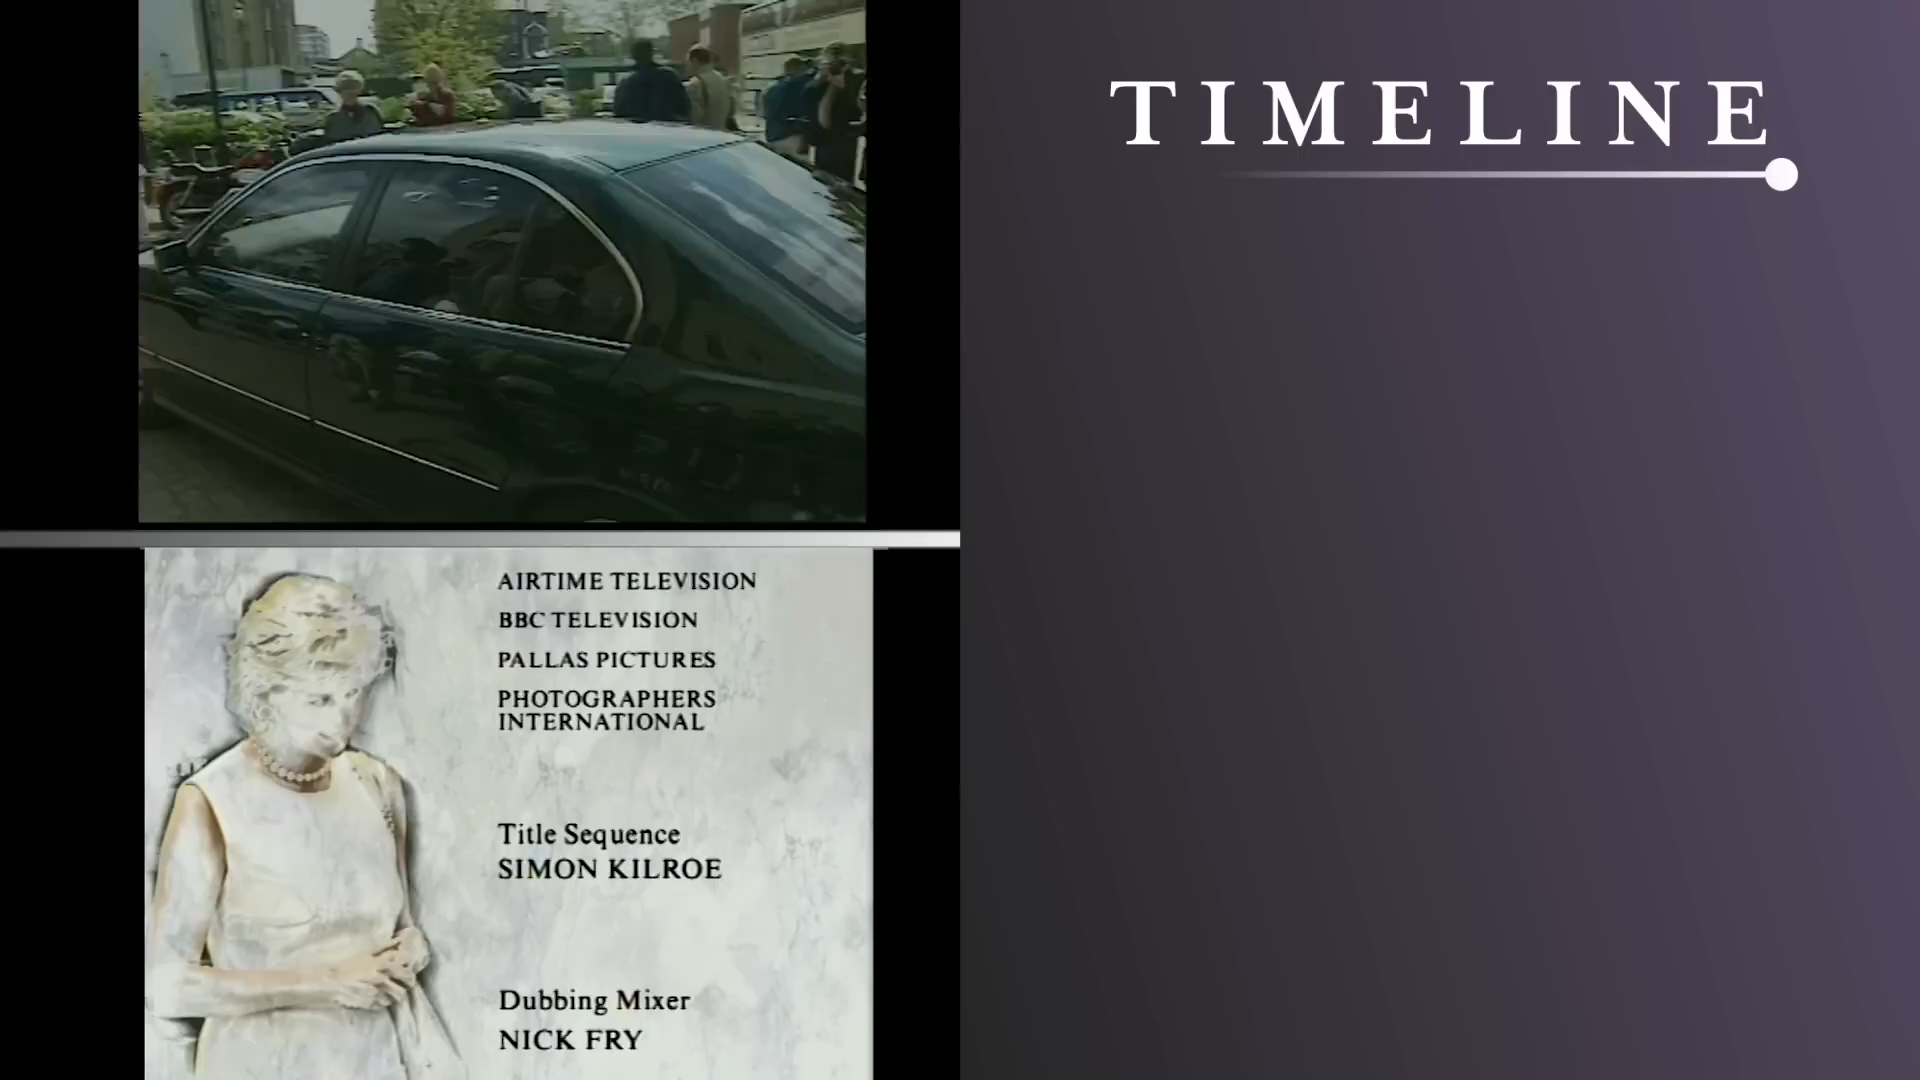 TIMELINE
AIRTIME TELEVISION
BBC TELEVISION
PALLAS PICTURES
PHOTOGRAPHERS
INTERNATIONAL
Title Sequence
SIMON KILROE
Dubbing Mixer
NICK FRY